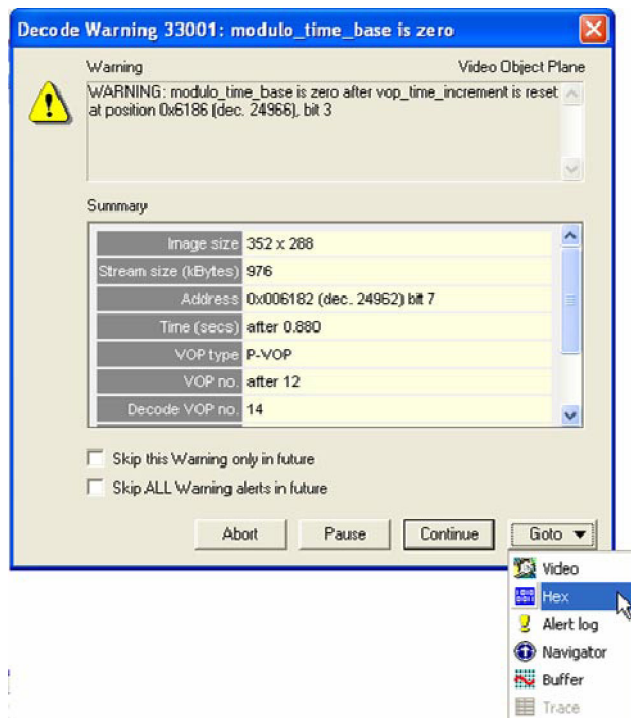 Decode Warning 33001: modulo_time_base is zero
Warning Video Object Plane
WARNING: modulo_time_base is zero after vop_time_increment is reset
at position 0x6186 (dec. 24966), bit 3
Summary
Image size 352 x 288
Stream size (kBytes) 976
Address 0x006182 (dec. 24962) bit 7
Time (secs) after 0.880
VOP type P-VOP
VOP no. after 12
Decode VOP no. 14
Skip this Warning only in future
Skip ALL Warning alerts in future
Abort Pause Continue Goto
Video
Hex
Alert log
Navigator
Buffer
Trace